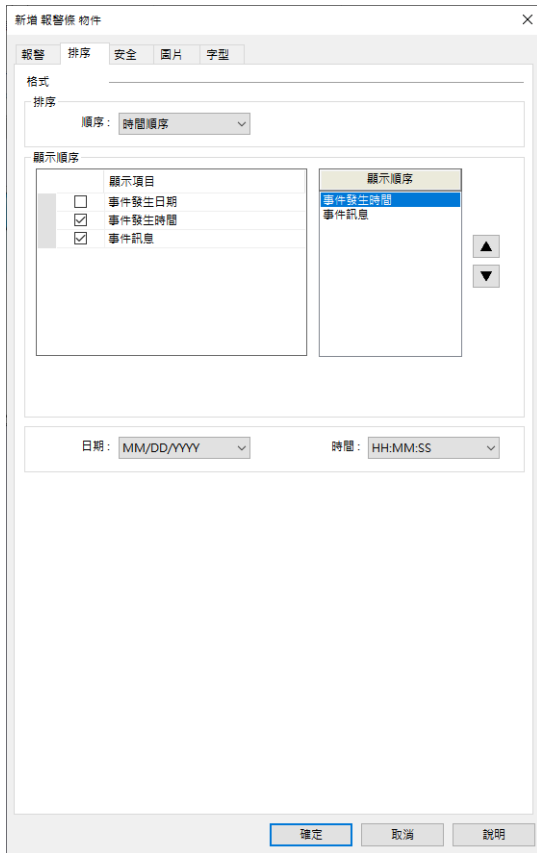 新增 報警條 物件
報警 排序 安全 圖片 字型
格式
排序
順序 : 時間順序
顯示順序
顯示項目
事件發生日期
事件發生時間
事件訊息
顯示順序
事件發生時間
事件訊息
日期 : MM/DD/YYYY 時間 : HH:MM:SS
確定 取消 說明